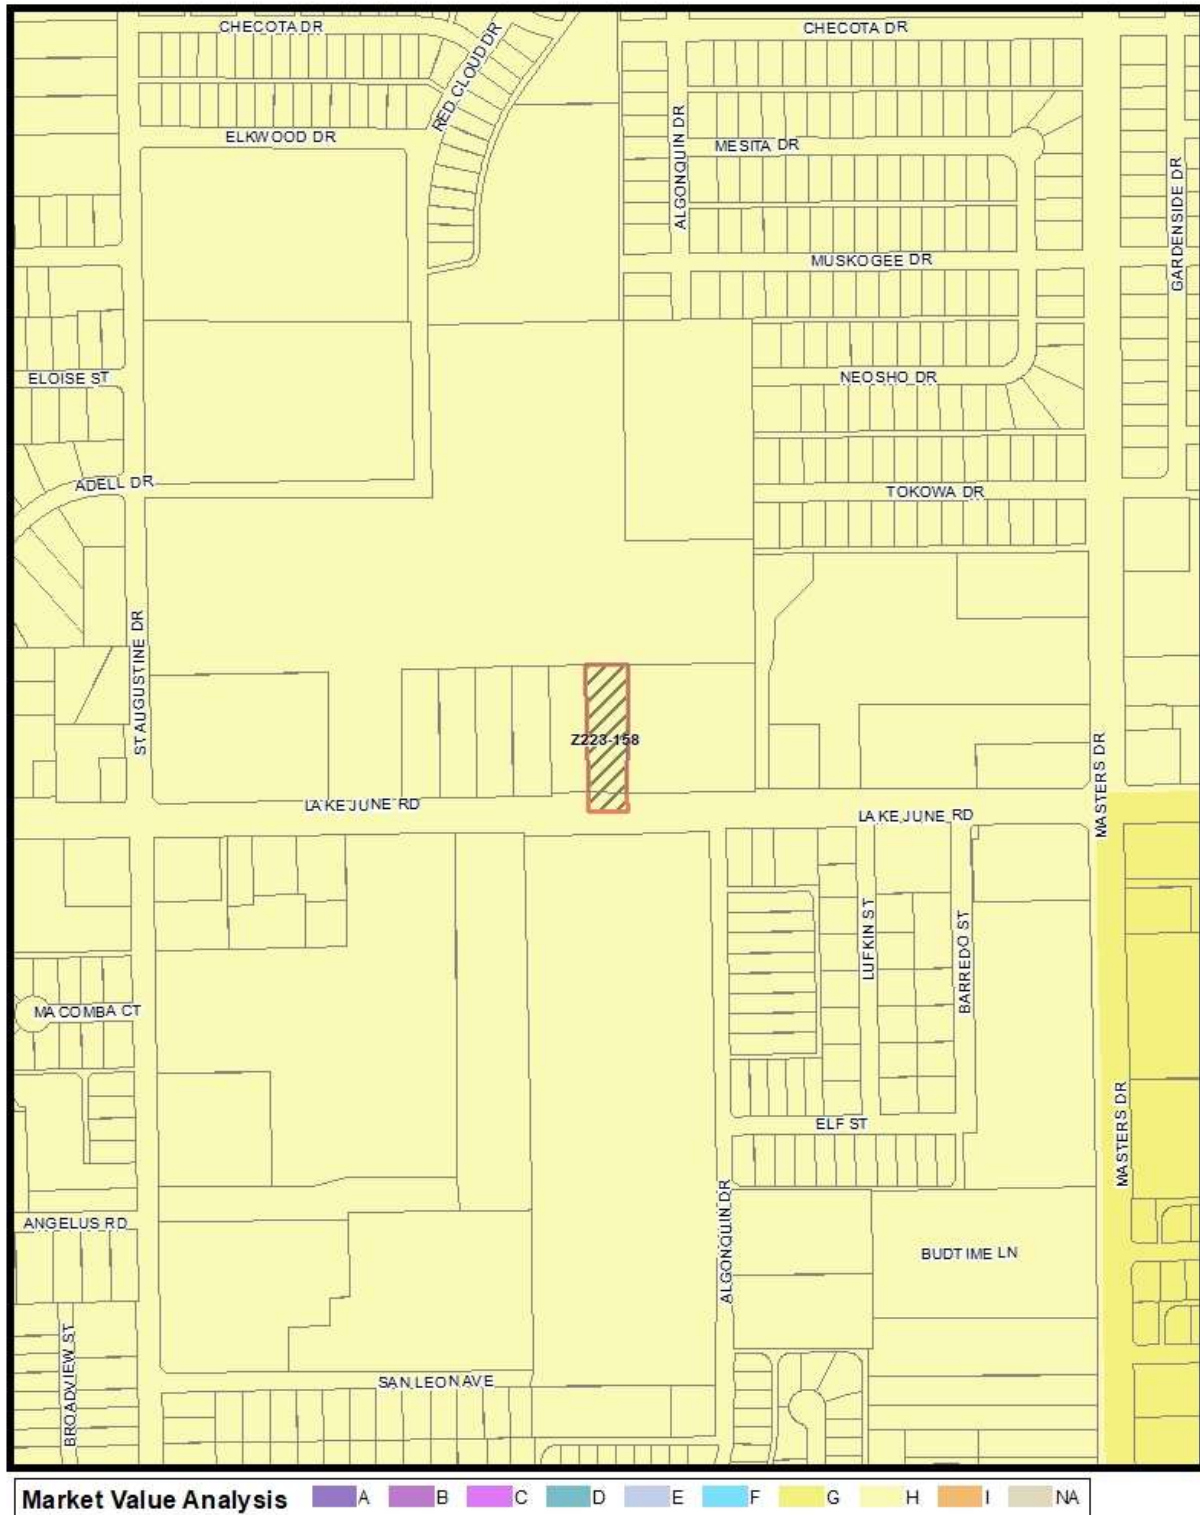 CHECOTA DR
CHECOTA DR
RED CLOUD DR
ELKWOOD DR
ALGONQUIN DR
MESITA DR
GARDENSIDE DR
MUSKOGEE DR
ELOISE ST
NEOSHO DR
ADELL DR
TOKOWA DR
ST AUGUSTINE DR
Z223-158
MASTERS DR
LAKE JUNE RD
LAKE JUNE RD
LUFKIN ST
BARREDO ST
MACOMBA CT
ELF ST
MASTERS DR
ANGELUS RD
ALGONQUIN DR
BUDTIME LN
BROADVIEW ST
SAN LEON AVE
Market Value Analysis A B C D E F G H I NA